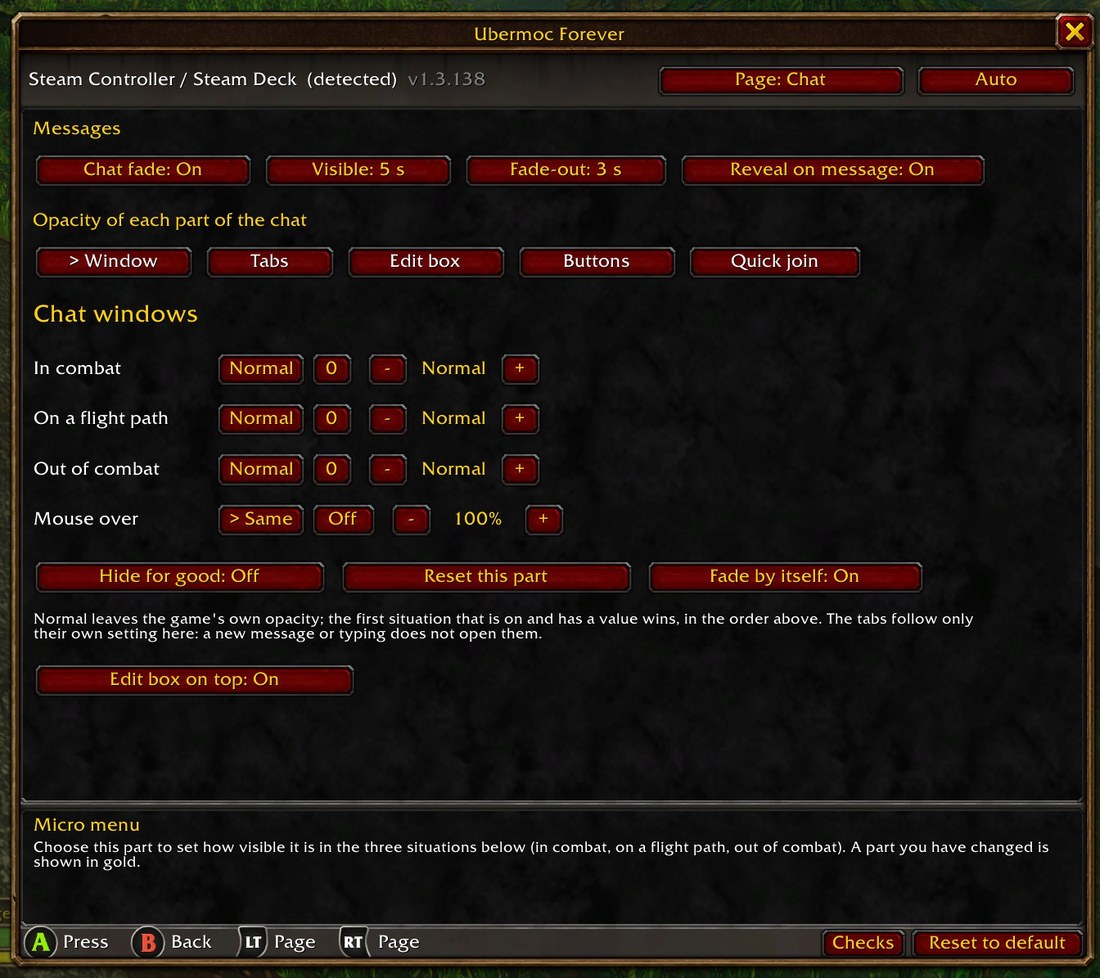 Ubermoc Forever
Steam Controller / Steam Deck (detected) v1.3.138
Page: Chat
Auto
Messages
Chat fade: On
Visible: 5 s
Fade-out: 3 s
Reveal on message: On
Opacity of each part of the chat
> Window
Tabs
Edit box
Buttons
Quick join
Chat windows
In combat
Normal
0
-
Normal
+
On a flight path
Normal
0
-
Normal
+
Out of combat
Normal
0
-
Normal
+
Mouse over
> Same
Off
-
100%
+
Hide for good: Off
Reset this part
Fade by itself: On
Normal leaves the game's own opacity; the first situation that is on and has a value wins, in the order above. The tabs follow only
their own setting here: a new message or typing does not open them.
Edit box on top: On
Micro menu
Choose this part to set how visible it is in the three situations below (in combat, on a flight path, out of combat). A part you have changed is
shown in gold.
A Press
B Back
LT Page
RT Page
Checks
Reset to default